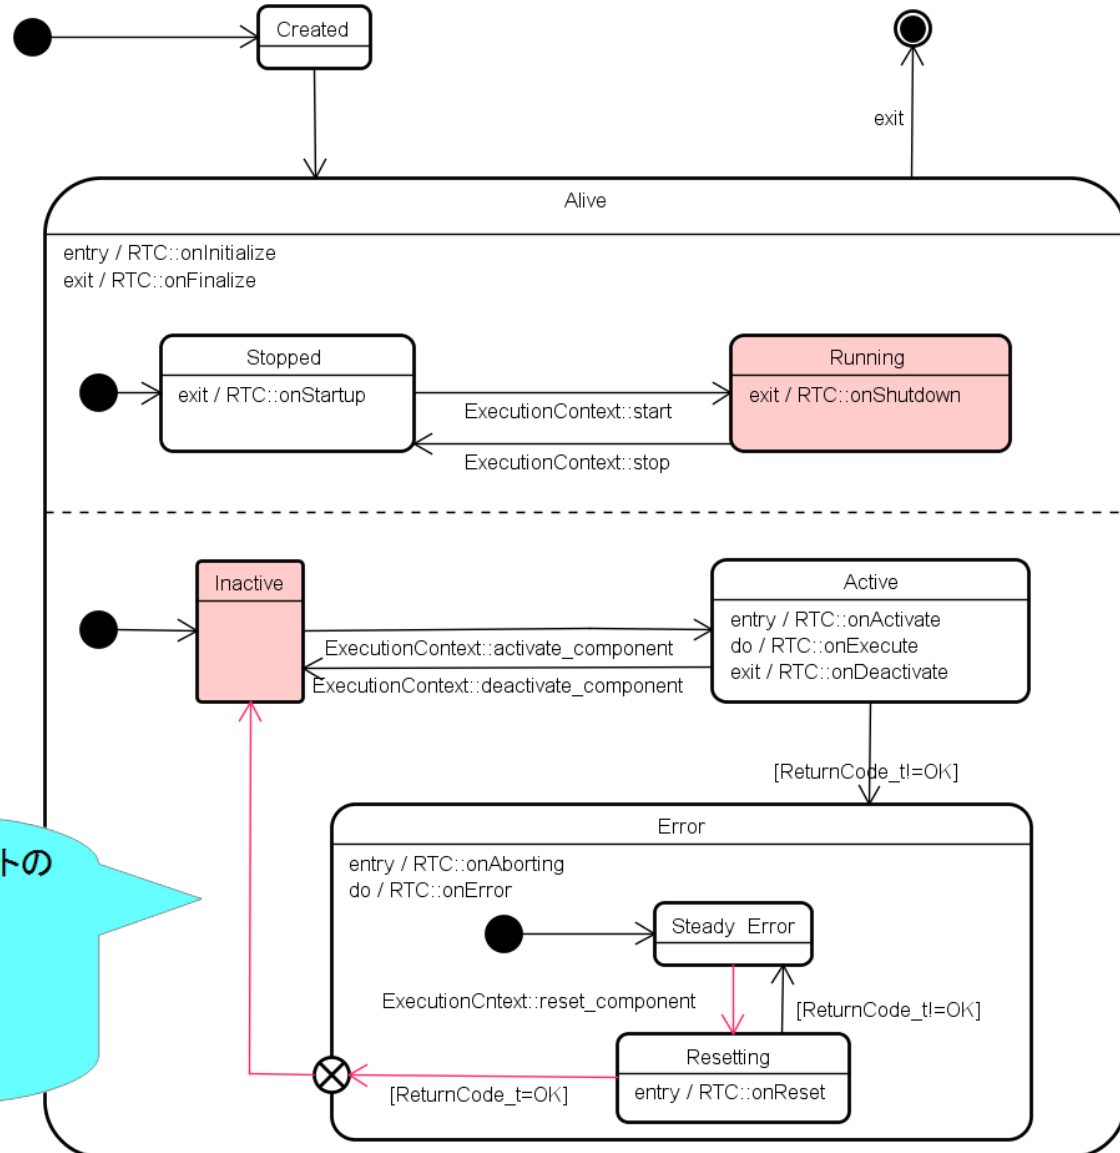 Created
exit
Alive
entry / RTC::onInitialize
exit / RTC::onFinalize
Stopped
exit / RTC::onStartup
Running
exit / RTC::onShutdown
ExecutionContext::start
ExecutionContext::stop
Inactive
Active
entry / RTC::onActivate
do / RTC::onExecute
exit / RTC::onDeactivate
ExecutionContext::activate_component
ExecutionContext::deactivate_component
[ReturnCode_t!=OK]
Error
entry / RTC::onAborting
do / RTC::onError
トの
Steady Error
ExecutionCntext::reset_component
[ReturnCode_t!=OK]
Resetting
entry / RTC::onReset
[ReturnCode_t=OK]